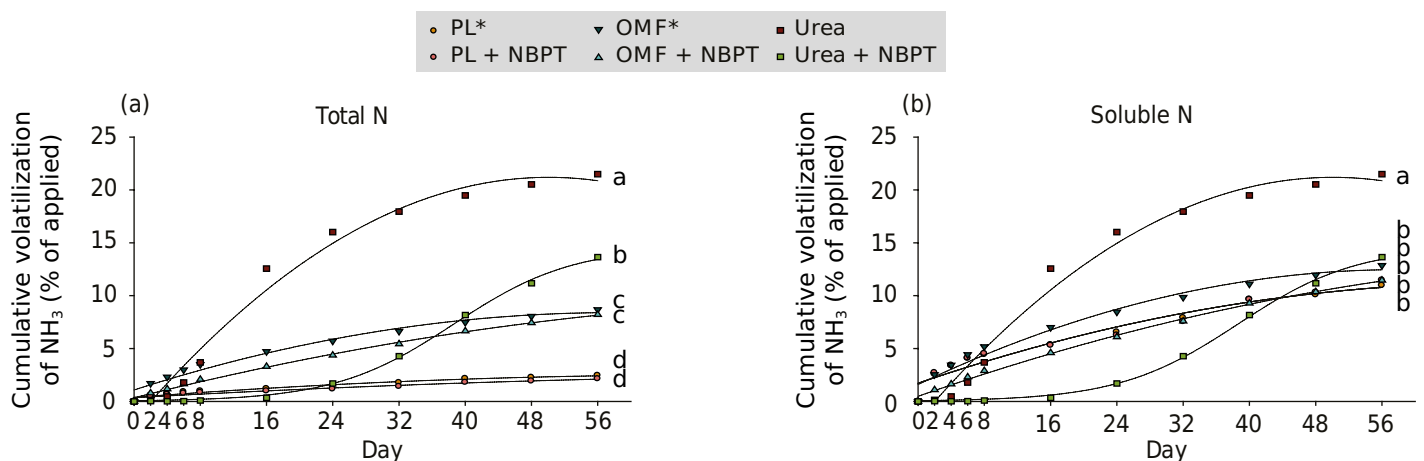 PL* OMF* Urea
PL + NBPT OMF + NBPT Urea + NBPT
(a)
Total N
Cumulative volatilization
of NH₃ (% of applied)
25
20
15
10
5
0
0 2 4 6 8 16 24 32 40 48 56
Day
a
b
c
c
d
d
(b)
Soluble N
Cumulative volatilization
of NH₃ (% of applied)
25
20
15
10
5
0
0 2 4 6 8 16 24 32 40 48 56
Day
a
b
b
b
b
b